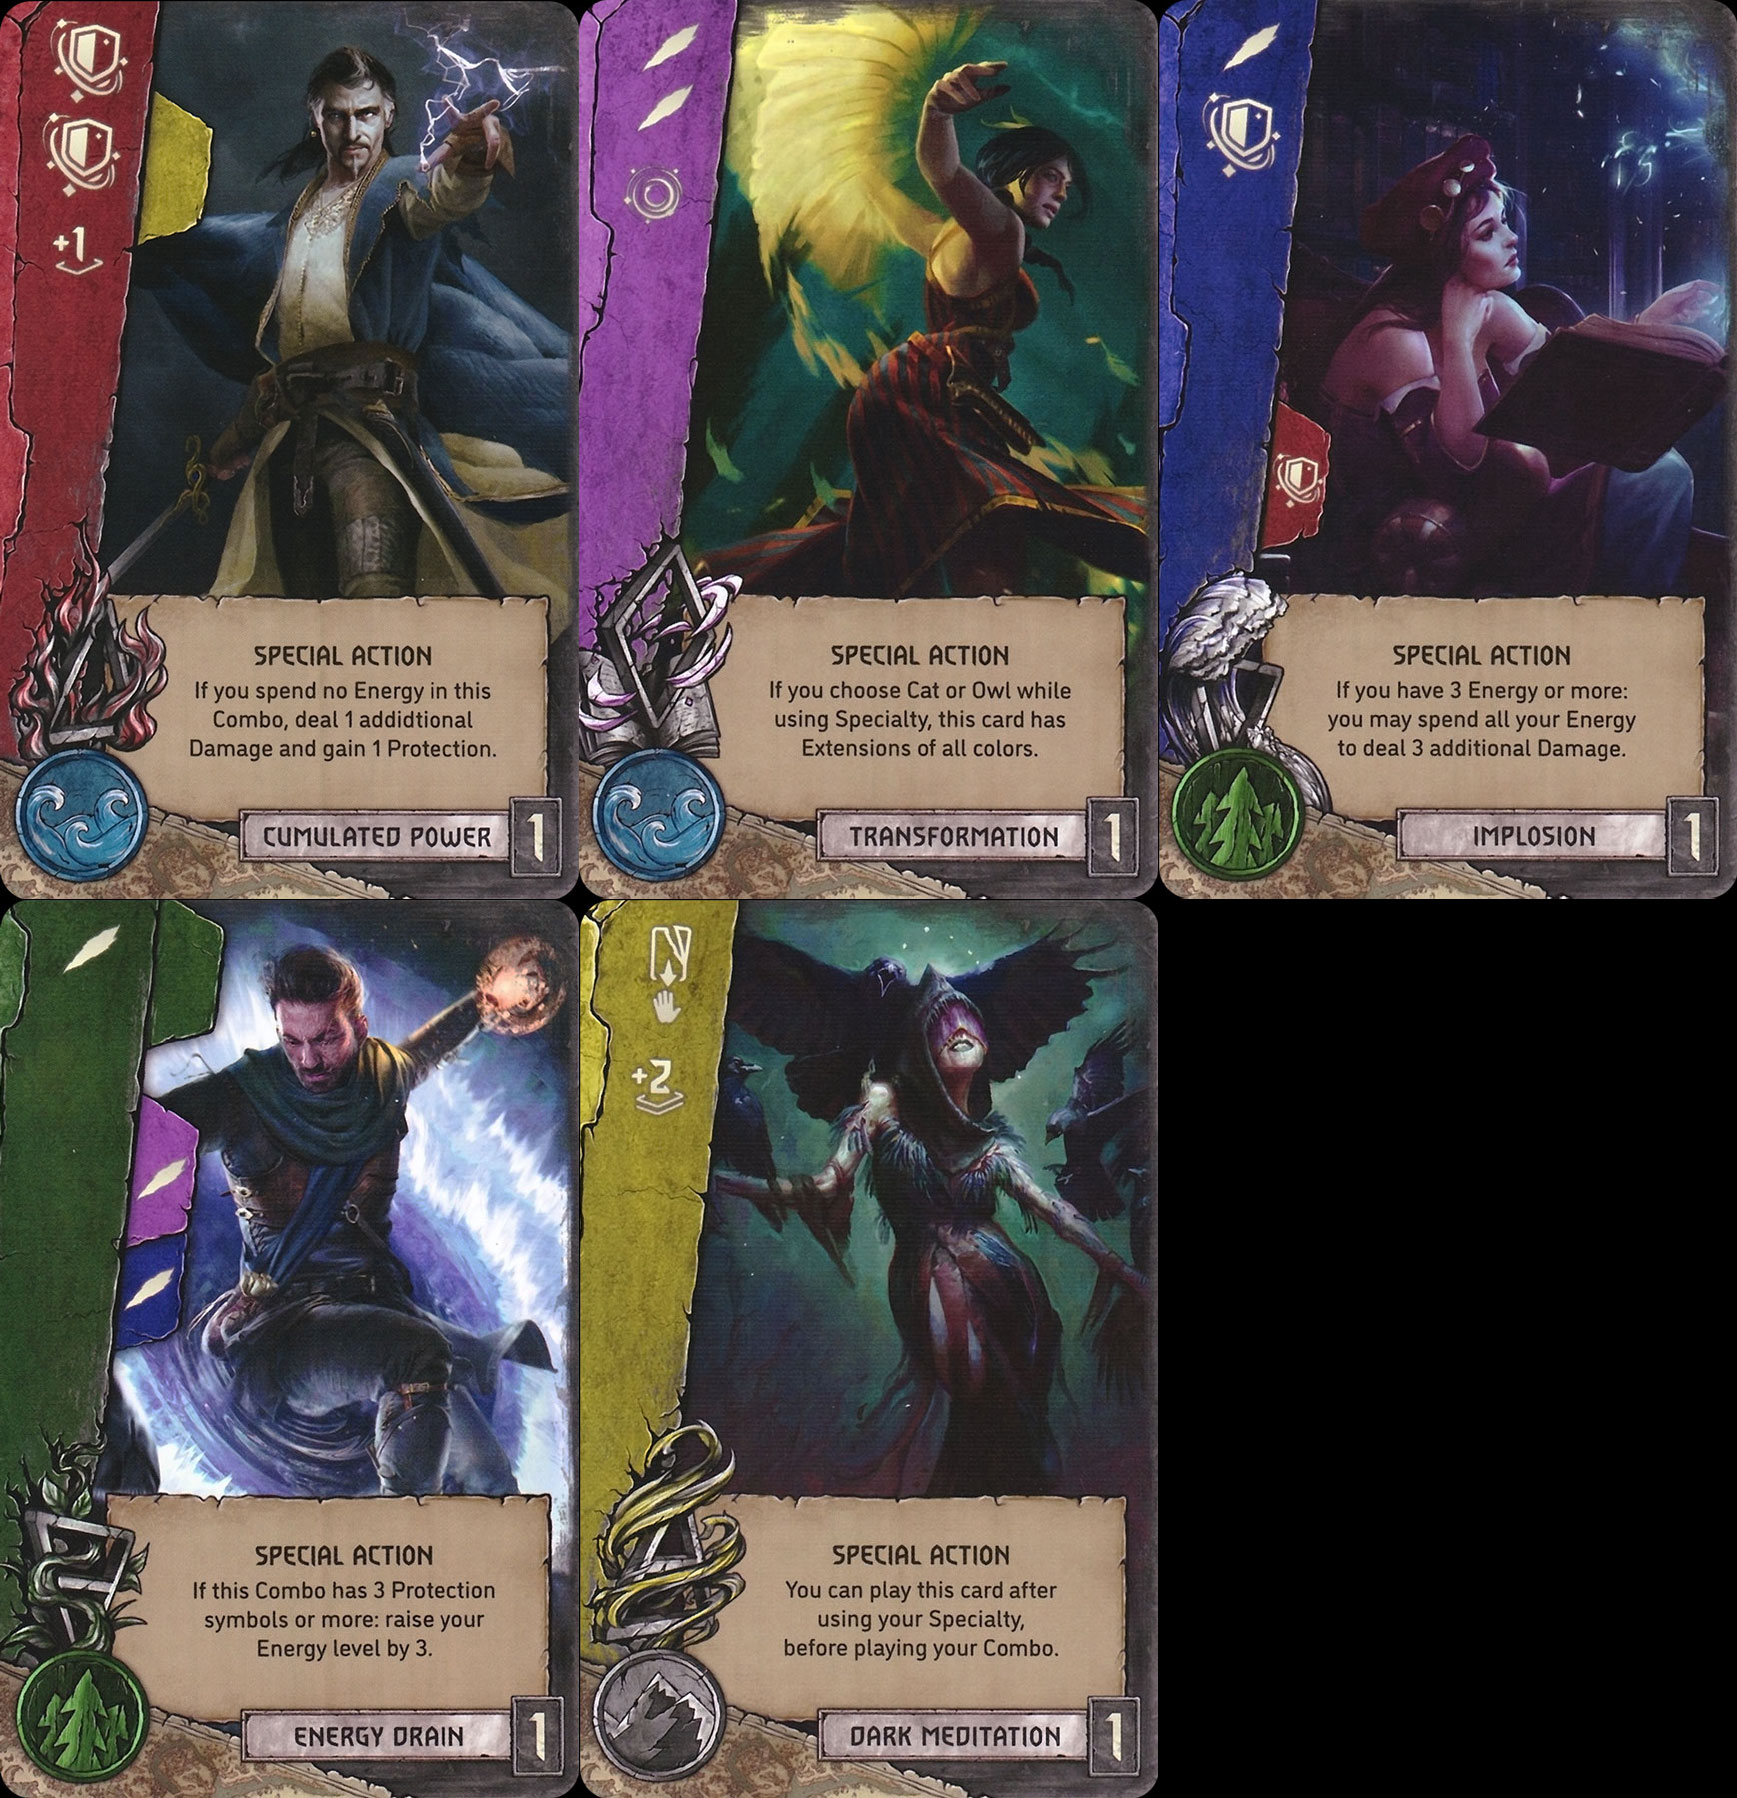 +1
SPECIAL ACTION
If you spend no Energy in this
Combo, deal 1 addidtional
Damage and gain 1 Protection.
CUMULATED POWER
1
SPECIAL ACTION
If you choose Cat or Owl while
using Specialty, this card has
Extensions of all colors.
TRANSFORMATION
1
SPECIAL ACTION
If you have 3 Energy or more:
you may spend all your Energy
to deal 3 additional Damage.
IMPLOSION
1
SPECIAL ACTION
If this Combo has 3 Protection
symbols or more: raise your
Energy level by 3.
ENERGY DRAIN
1
+2
SPECIAL ACTION
You can play this card after
using your Specialty,
before playing your Combo.
DARK MEDITATION
1